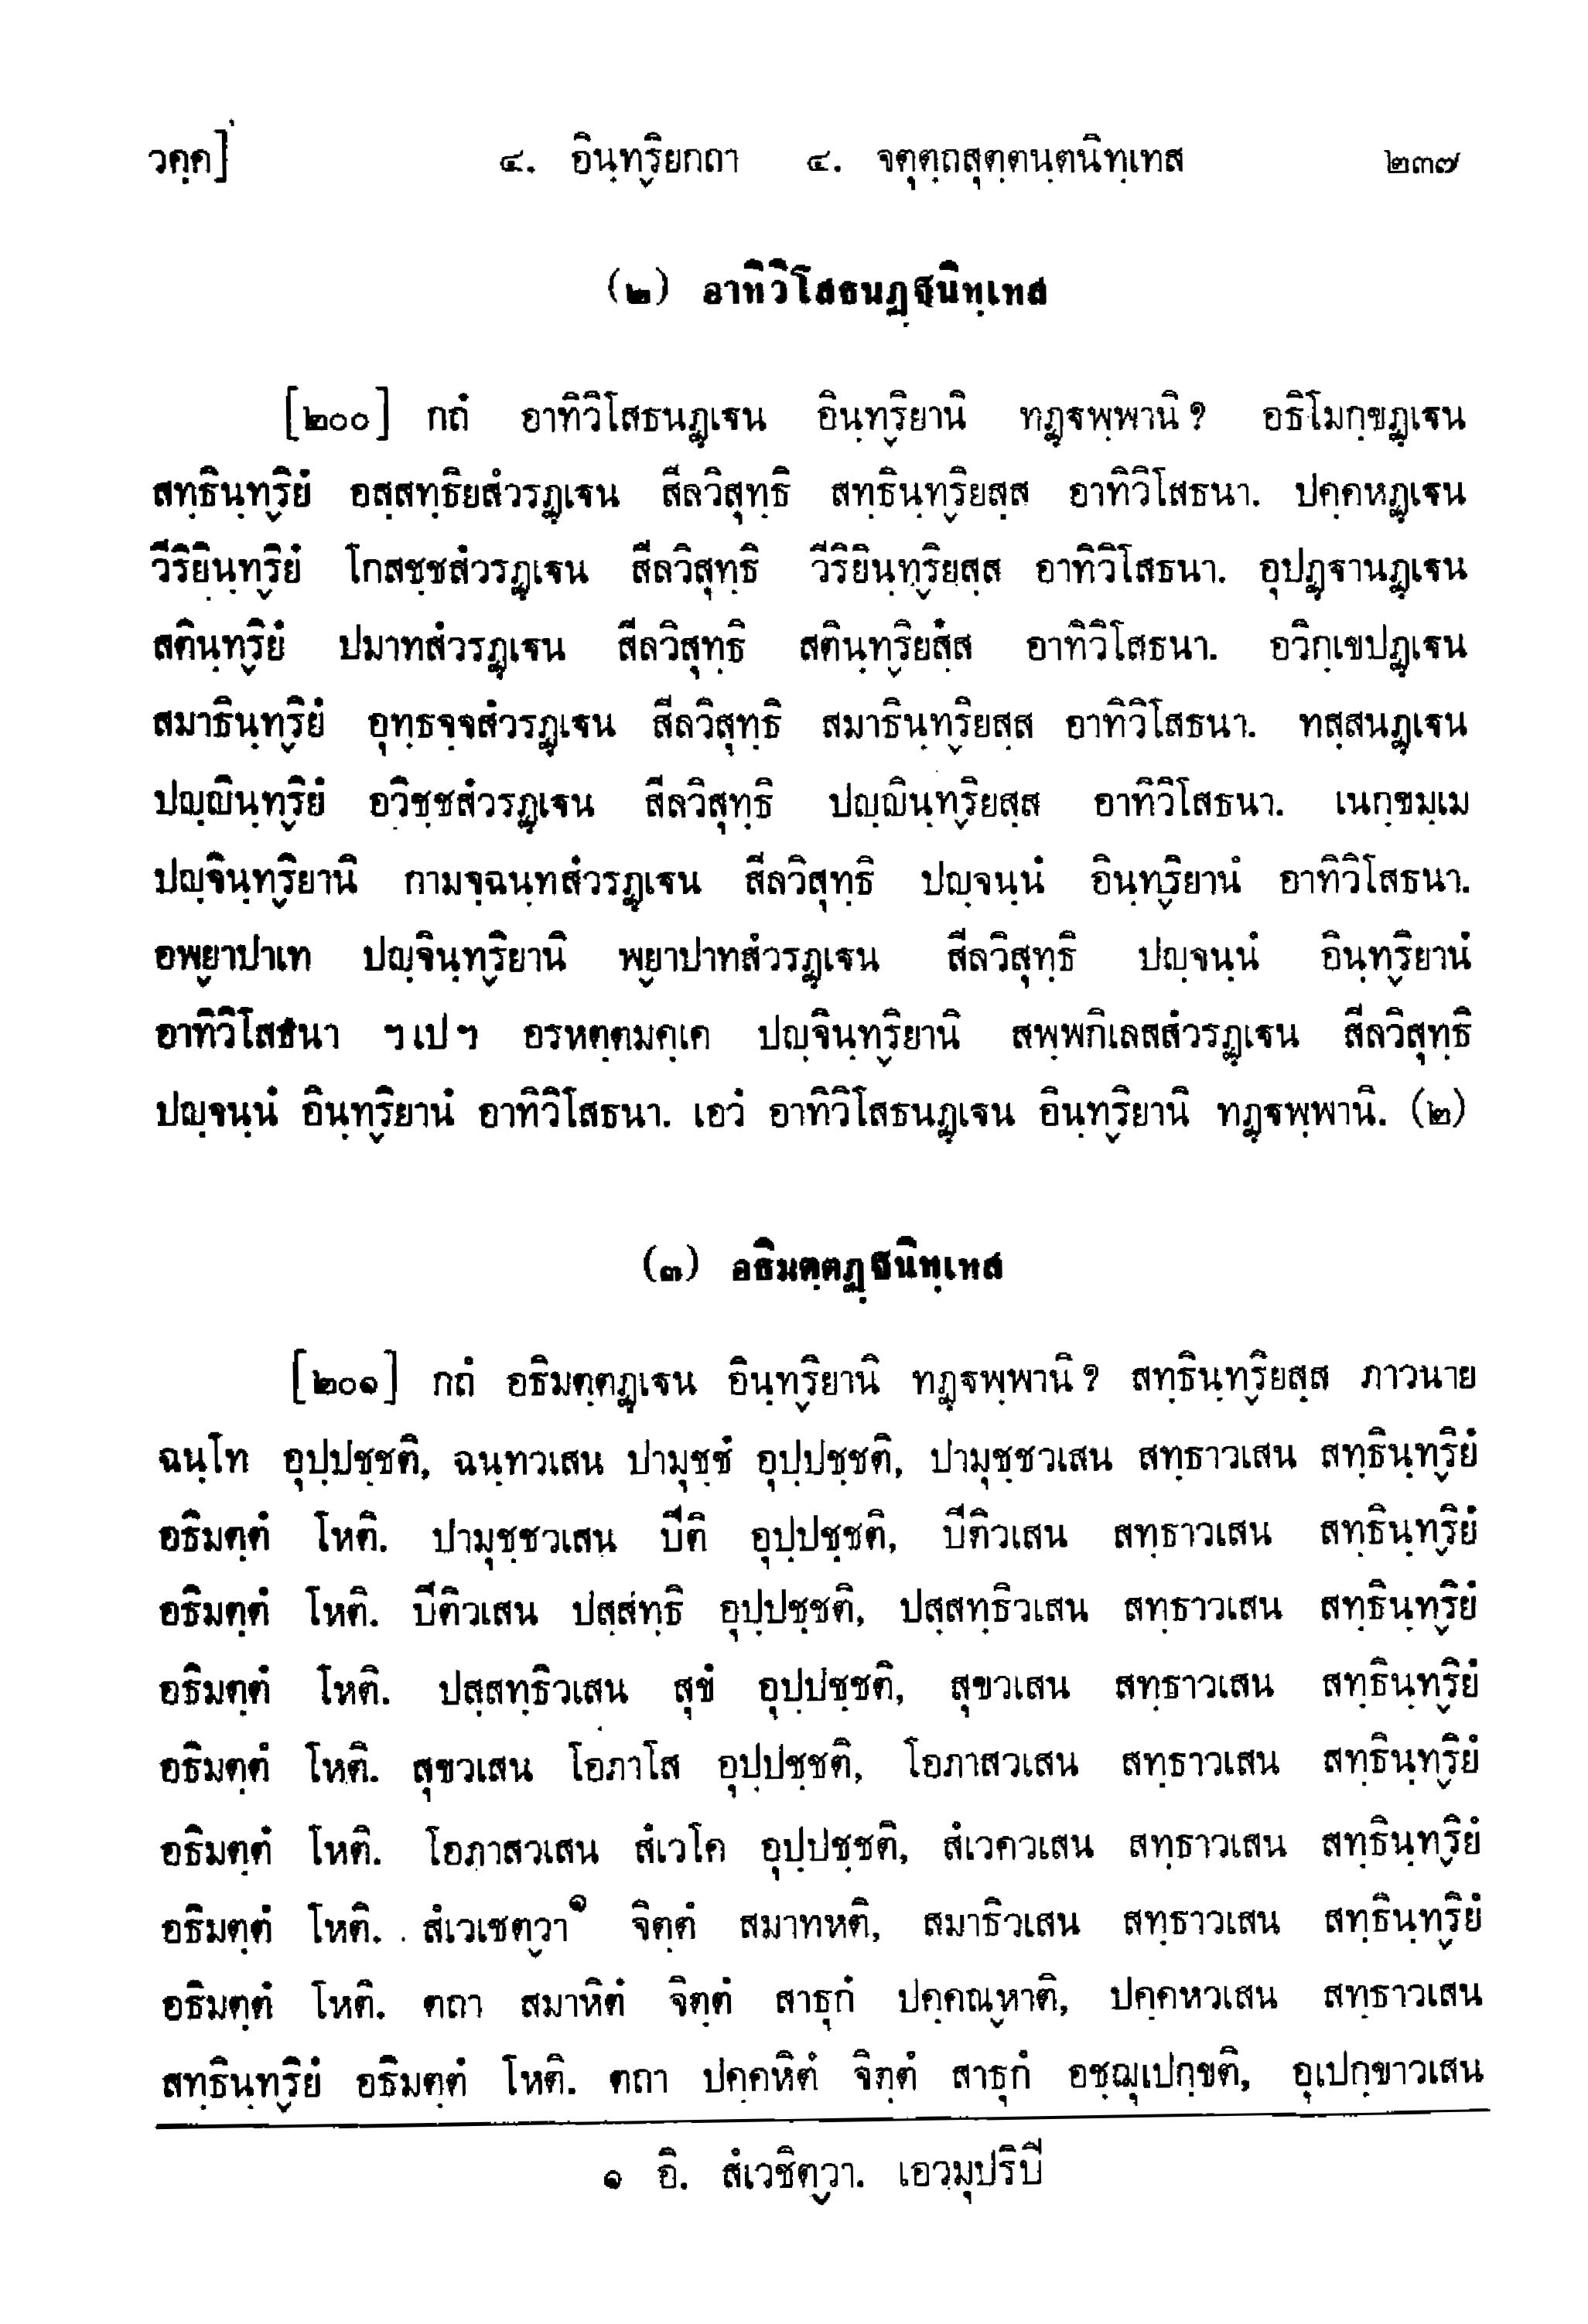 วคฺค]
๔. อินฺทฺริยกถา ๔. จตุตฺถสุตฺตนฺตนิทฺเทส ๒๓๗
(๒) อาทิวิโสธนฏฺฐนิทฺเทส
[๒๐๐] กถํ อาทิวิโสธนฏฺเฐน อินฺทฺริยานิ ทฏฺฐพฺพานิ ? อธิโมกฺขฏฺเฐน
สทฺธินฺทฺริยํ อสฺสทฺธิยสํวรฏฺเฐน สีลวิสุทฺธิ สทฺธินฺทฺริยสฺส อาทิวิโสธนา. ปคฺคหฏฺเฐน
วีริยินฺทฺริยํ โกสชฺชสํวรฏฺเฐน สีลวิสุทฺธิ วีริยินฺทฺริยสฺส อาทิวิโสธนา. อุปฏฺฐานฏฺเฐน
สตินฺทฺริยํ ปมาทสํวรฏฺเฐน สีลวิสุทฺธิ สตินฺทฺริยสฺส อาทิวิโสธนา. อวิกฺเขปฏฺเฐน
สมาธินฺทฺริยํ อุทฺธจฺจสํวรฏฺเฐน สีลวิสุทฺธิ สมาธินฺทฺริยสฺส อาทิวิโสธนา. ทสฺสนฏฺเฐน
ปญฺญินฺทฺริยํ อวิชฺชสํวรฏฺเฐน สีลวิสุทฺธิ ปญฺญินฺทฺริยสฺส อาทิวิโสธนา. เนกฺขมฺเม
ปญฺจินฺทฺริยานิ กามจฺฉนฺทสํวรฏฺเฐน สีลวิสุทฺธิ ปญฺจนฺนํ อินฺทฺริยานํ อาทิวิโสธนา.
อพฺยาปาเท ปญฺจินฺทฺริยานิ พฺยาปาทสํวรฏฺเฐน สีลวิสุทฺธิ ปญฺจนฺนํ อินฺทฺริยานํ
อาทิวิโสธนา ฯเปฯ อรหตฺตมคฺเค ปญฺจินฺทฺริยานิ สพฺพกิเลสสํวรฏฺเฐน สีลวิสุทฺธิ
ปญฺจนฺนํ อินฺทฺริยานํ อาทิวิโสธนา. เอวํ อาทิวิโสธนฏฺเฐน อินฺทฺริยานิ ทฏฺฐพฺพานิ. (๒)
(๓) อธิมตฺตฏฺฐนิทฺเทส
[๒๐๑] กถํ อธิมตฺตฏฺเฐน อินฺทฺริยานิ ทฏฺฐพฺพานิ ? สทฺธินฺทฺริยสฺส ภาวนาย
ฉนฺโท อุปฺปชฺชติ, ฉนฺทวเสน ปามุชฺชํ อุปฺปชฺชติ, ปามุชฺชวเสน สทฺธาวเสน สทฺธินฺทฺริยํ
อธิมตฺตํ โหติ. ปามุชฺชวเสน ปีติ อุปฺปชฺชติ, ปีติวเสน สทฺธาวเสน สทฺธินฺทฺริยํ
อธิมตฺตํ โหติ. ปีติวเสน ปสฺสทฺธิ อุปฺปชฺชติ, ปสฺสทฺธิวเสน สทฺธาวเสน สทฺธินฺทฺริยํ
อธิมตฺตํ โหติ. ปสฺสทฺธิวเสน สุขํ อุปฺปชฺชติ, สุขวเสน สทฺธาวเสน สทฺธินฺทฺริยํ
อธิมตฺตํ โหติ. สุขวเสน โอภาโส อุปฺปชฺชติ, โอภาสวเสน สทฺธาวเสน สทฺธินฺทฺริยํ
อธิมตฺตํ โหติ. โอภาสวเสน สํเวโค อุปฺปชฺชติ, สํเวควเสน สทฺธาวเสน สทฺธินฺทฺริยํ
อธิมตฺตํ โหติ. สํเวเชตฺวา๑ จิตฺตํ สมาทหติ, สมาธิวเสน สทฺธาวเสน สทฺธินฺทฺริยํ
อธิมตฺตํ โหติ. ตถา สมาหิตํ จิตฺตํ สาธุกํ ปคฺคณฺหาติ, ปคฺคหวเสน สทฺธาวเสน
สทฺธินฺทฺริยํ อธิมตฺตํ โหติ. ตถา ปคฺคหิตํ จิตฺตํ สาธุกํ อชฺฌุเปกฺขติ, อุเปกฺขาวเสน
๑ อิ. สํเวชิตฺวา. เอวมุปริปิ